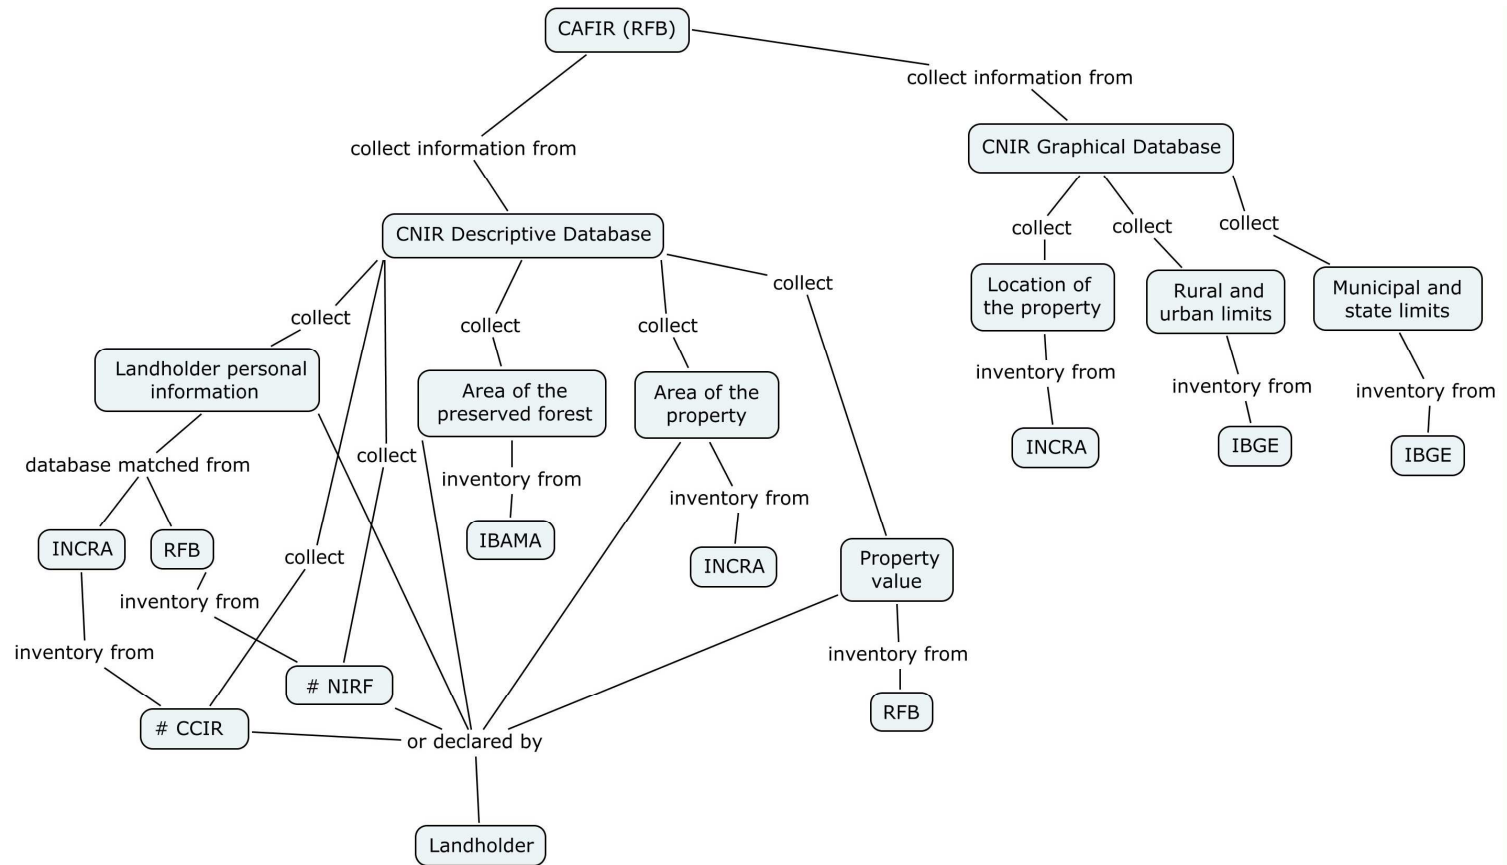 CAFIR (RFB)
collect information from
collect information from
CNIR Graphical Database
CNIR Descriptive Database
collect
collect
collect
Location of
the property
Rural and
urban limits
Municipal and
state limits
collect
collect
collect
collect
Landholder personal
information
Area of the
preserved forest
Area of the
property
inventory from
inventory from
inventory from
INCRA
IBGE
IBGE
database matched from
collect
inventory from
inventory from
INCRA
RFB
collect
IBAMA
INCRA
Property
value
inventory from
inventory from
inventory from
# NIRF
# CCIR
RFB
or declared by
Landholder